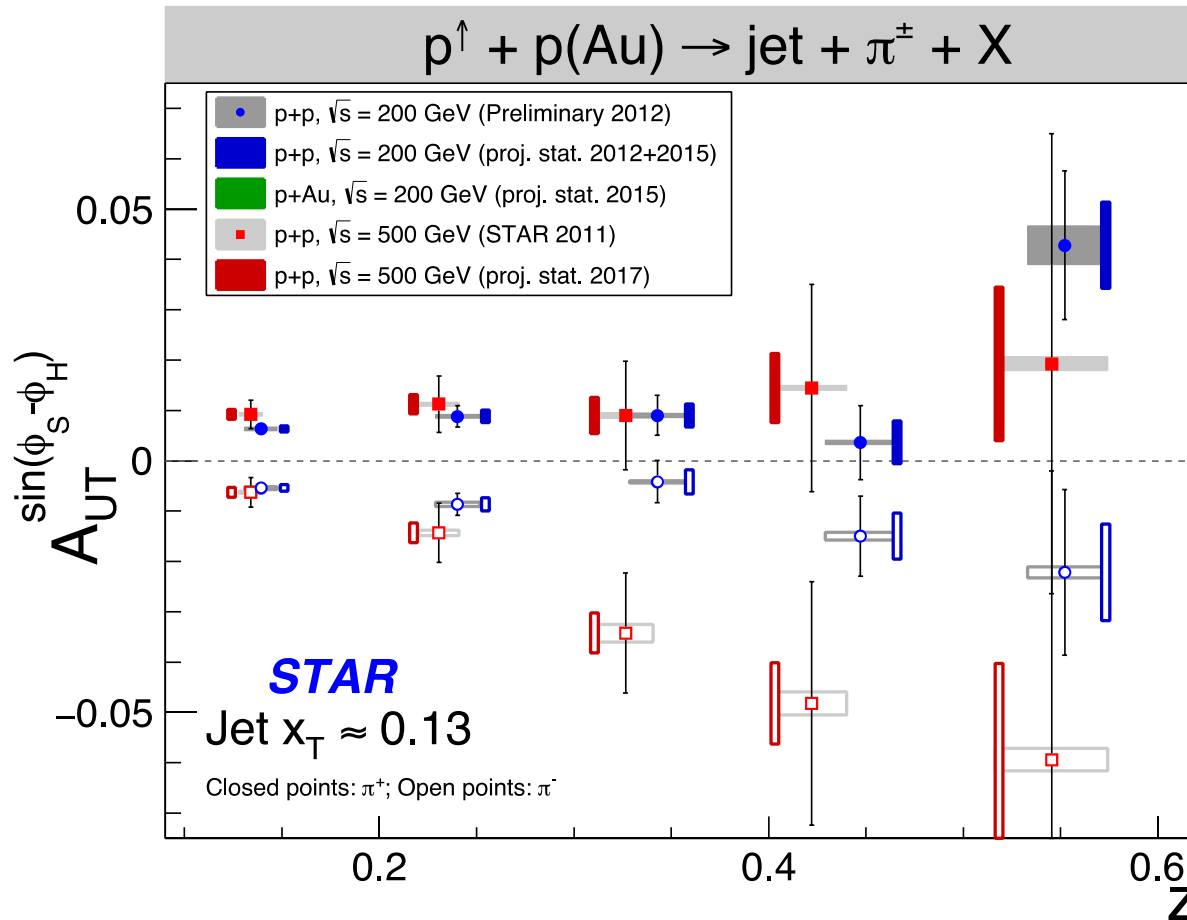 p↑ + p(Au) → jet + π± + X
p+p, √s = 200 GeV (Preliminary 2012)
p+p, √s = 200 GeV (proj. stat. 2012+2015)
p+Au, √s = 200 GeV (proj. stat. 2015)
p+p, √s = 500 GeV (STAR 2011)
p+p, √s = 500 GeV (proj. stat. 2017)
A_UT^sin(ϕ_S-ϕ_H)
0.05
0
−0.05
STAR
Jet x_T ≈ 0.13
Closed points: π⁺; Open points: π⁻
0.2 0.4 0.6
z